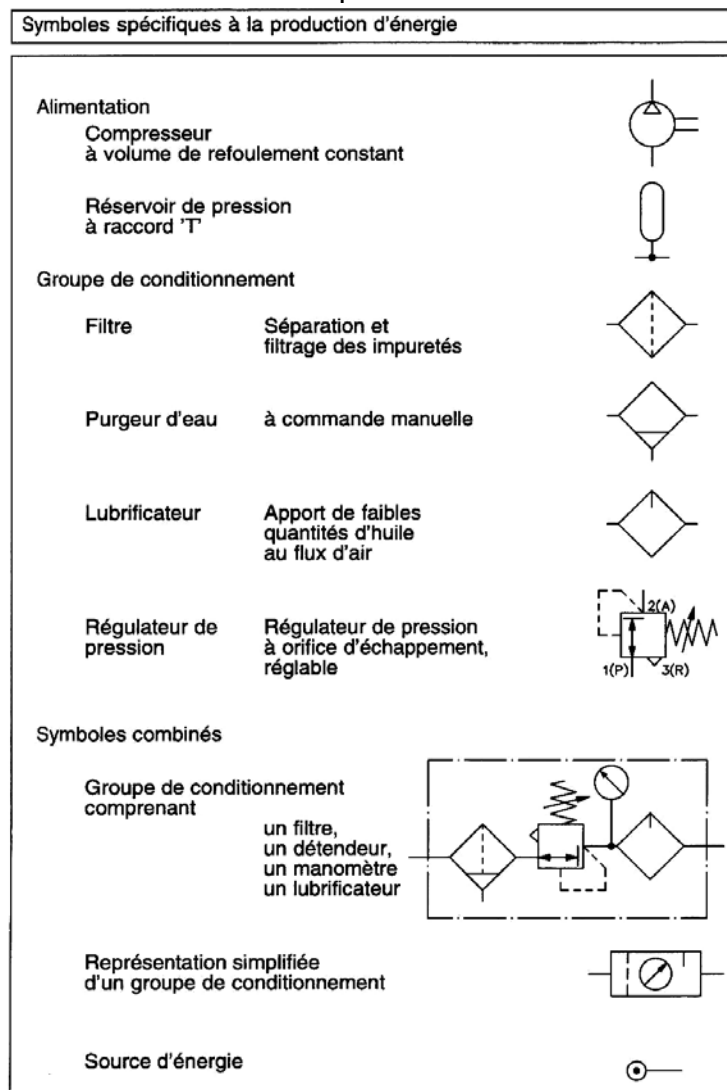 Symboles spécifiques à la production d'énergie
Alimentation
Compresseur
à volume de refoulement constant
Réservoir de pression
à raccord 'T'
Groupe de conditionnement
Filtre Séparation et
filtrage des impuretés
Purgeur d'eau à commande manuelle
Lubrificateur Apport de faibles
quantités d'huile
au flux d'air
Régulateur de Régulateur de pression
pression à orifice d'échappement,
réglable
2(A)
1(P) 3(R)
Symboles combinés
Groupe de conditionnement
comprenant
un filtre,
un détendeur,
un manomètre
un lubrificateur
Représentation simplifiée
d'un groupe de conditionnement
Source d'énergie